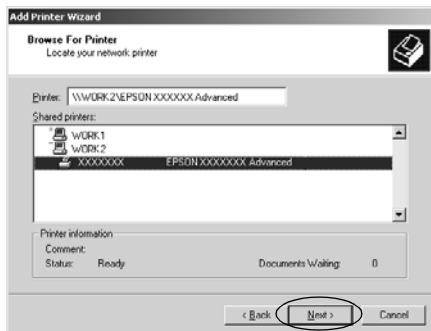 Add Printer Wizard
Browse For Printer
Locate your network printer
Printer: \\WORK2\EPSON XXXXXX Advanced
Shared printers:
WORK1
WORK2
XXXXXXX EPSON XXXXXXX Advanced
Printer information
Comment:
Status: Ready Documents Waiting: 0
< Back Next > Cancel